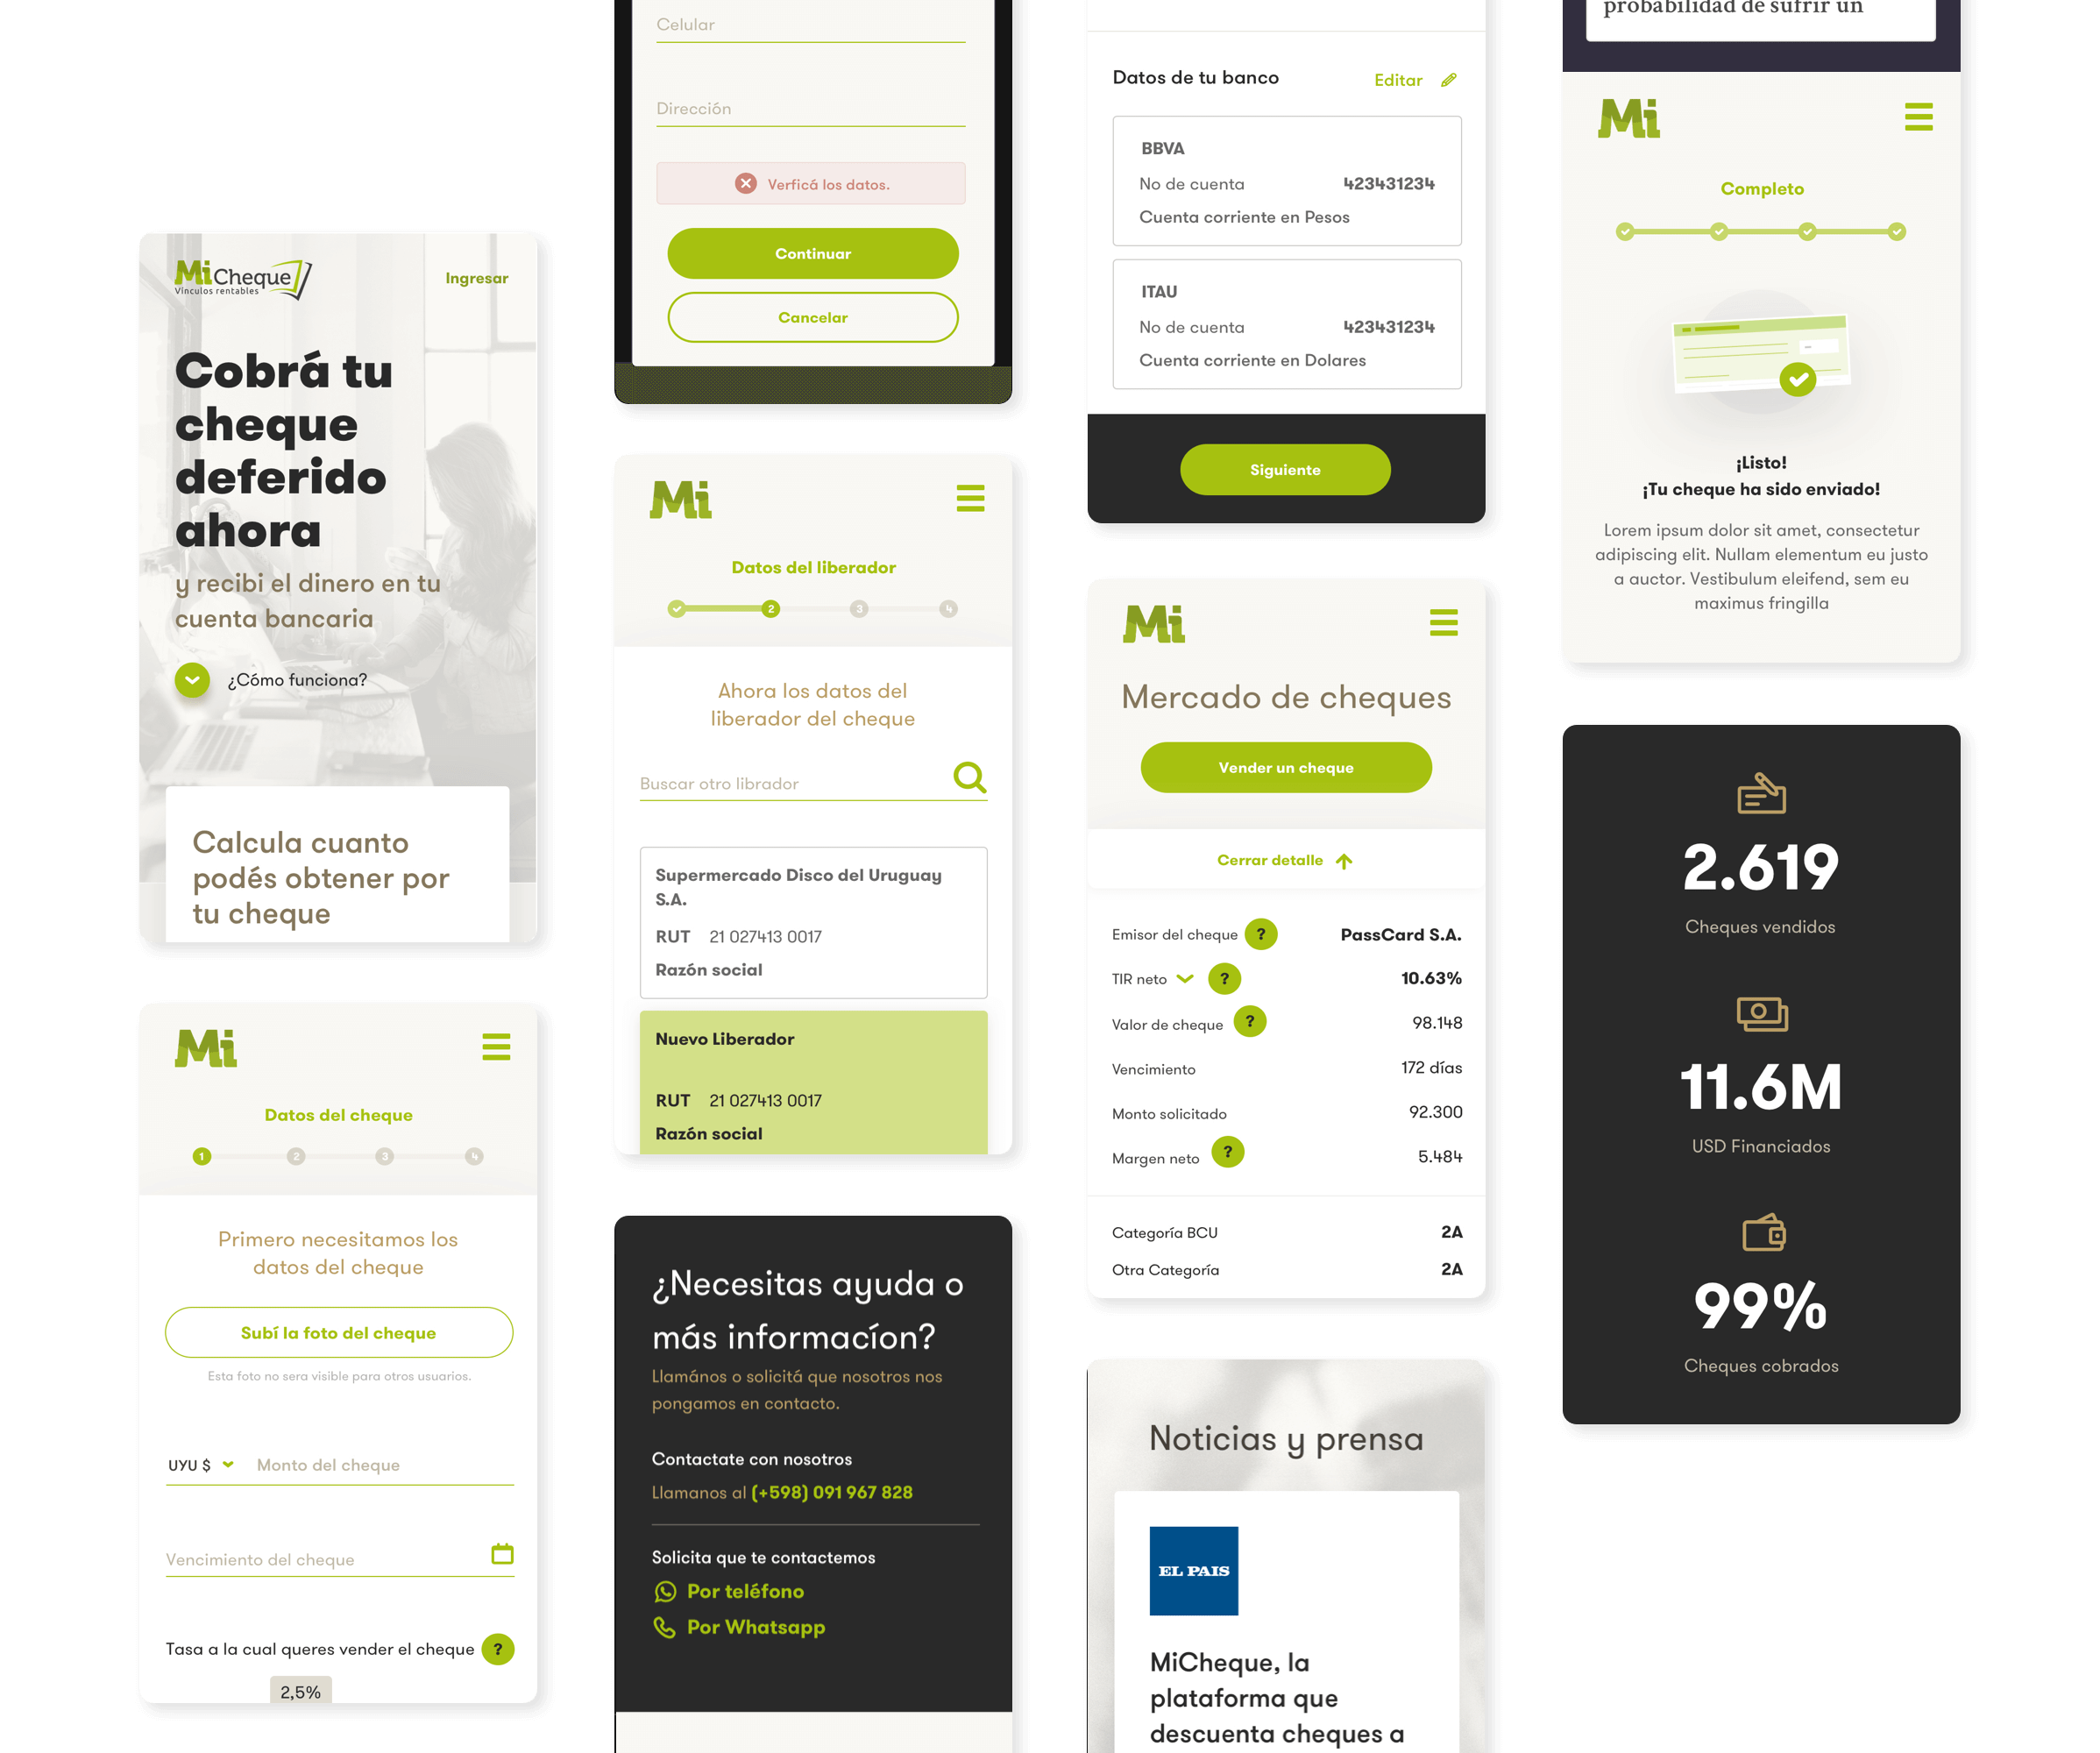 MiCheque
Vínculos rentables
Ingresar
Cobrá tu
cheque
deferido
ahora
y recibi el dinero en tu
cuenta bancaria
¿Cómo funciona?
Calcula cuanto
podés obtener por
tu cheque
Mi
Datos del cheque
1 2 3 4
Primero necesitamos los
datos del cheque
Subí la foto del cheque
Esta foto no sera visible para otros usuarios.
UYU $ Monto del cheque
Vencimiento del cheque
Tasa a la cual queres vender el cheque ?
2,5%
Celular
Dirección
Verficá los datos.
Continuar
Cancelar
Mi
Datos del liberador
2 3 4
Ahora los datos del
liberador del cheque
Buscar otro librador
Supermercado Disco del Uruguay
S.A.
RUT 21 027413 0017
Razón social
Nuevo Liberador
RUT 21 027413 0017
Razón social
¿Necesitas ayuda o
más informacíon?
Llamános o solicitá que nosotros nos
pongamos en contacto.
Contactate con nosotros
Llamanos al (+598) 091 967 828
Solicita que te contactemos
Por teléfono
Por Whatsapp
Datos de tu banco Editar
BBVA
No de cuenta 423431234
Cuenta corriente en Pesos
ITAU
No de cuenta 423431234
Cuenta corriente en Dolares
Siguiente
Mi
Mercado de cheques
Vender un cheque
Cerrar detalle
Emisor del cheque ? PassCard S.A.
TIR neto ? 10.63%
Valor de cheque ? 98.148
Vencimiento 172 días
Monto solicitado 92.300
Margen neto ? 5.484
Categoría BCU 2A
Otra Categoría 2A
Noticias y prensa
EL PAIS
MiCheque, la
plataforma que
descuenta cheques a
probabilidad de sufrir un
Mi
Completo
¡Listo!
¡Tu cheque ha sido enviado!
Lorem ipsum dolor sit amet, consectetur
adipiscing elit. Nullam elementum eu justo
a auctor. Vestibulum eleifend, sem eu
maximus fringilla
2.619
Cheques vendidos
11.6M
USD Financiados
99%
Cheques cobrados